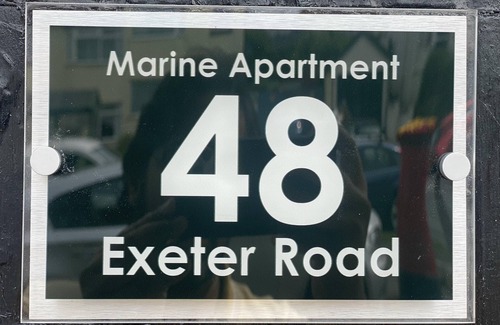 Marine Apartment
48
Exeter Road